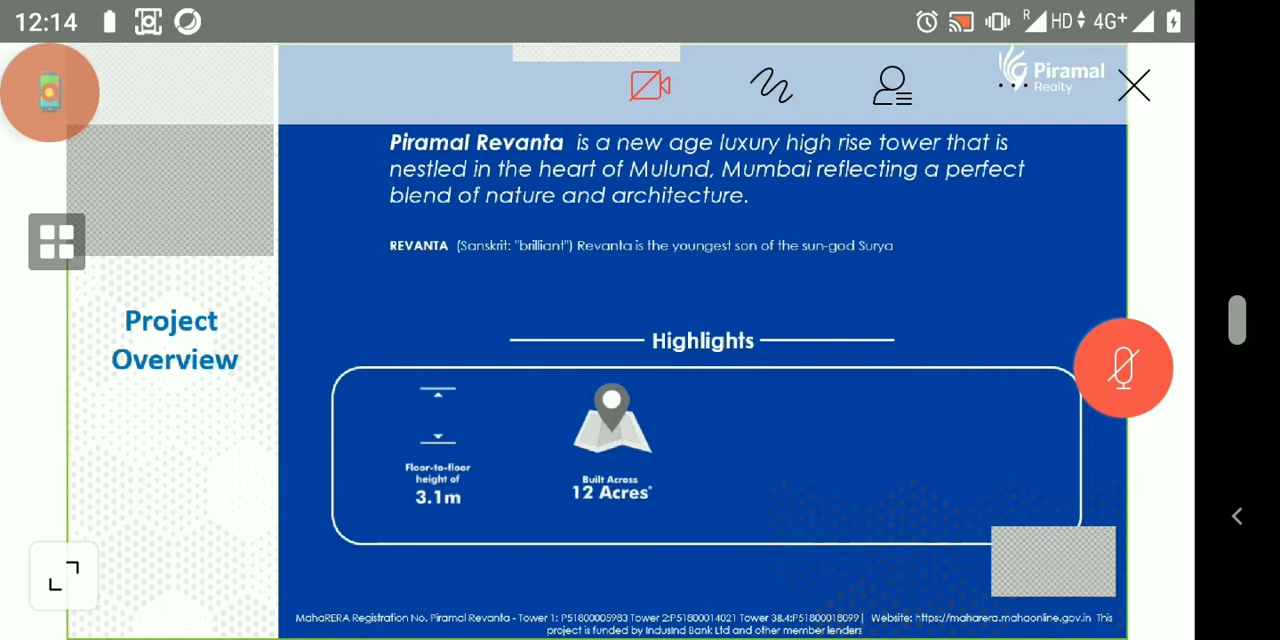 12:14
R HD 4G+
Piramal
Realty
Piramal Revanta is a new age luxury high rise tower that is
nestled in the heart of Mulund, Mumbai reflecting a perfect
blend of nature and architecture.
REVANTA (Sanskrit: "brilliant") Revanta is the youngest son of the sun-god Surya
Project
Overview
Highlights
Floor-to-floor
height of
3.1m
Built Across
12 Acres*
MahaRERA Registration No. Piramal Revanta - Tower 1: P51800005983 Tower 2:P51800014021 Tower 3&4:P51800018099 | Website: https://maharera.mahaonline.gov.in This
project is funded by IndusInd Bank Ltd and other member lenders